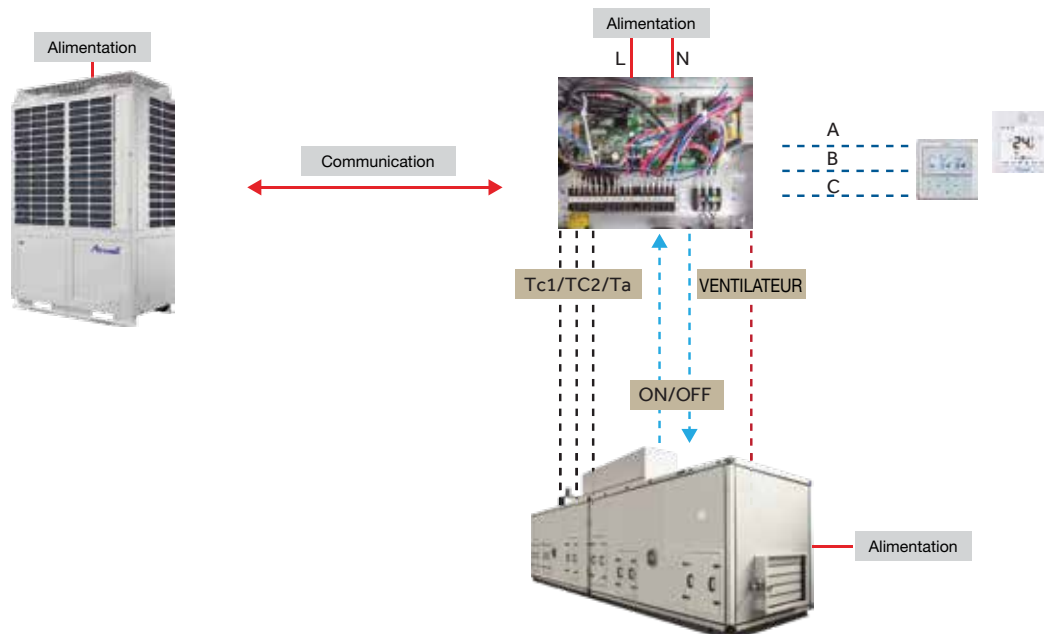 Alimentation
Alimentation
L N
A
Communication
B
C
Tc1/TC2/Ta
VENTILATEUR
ON/OFF
Alimentation